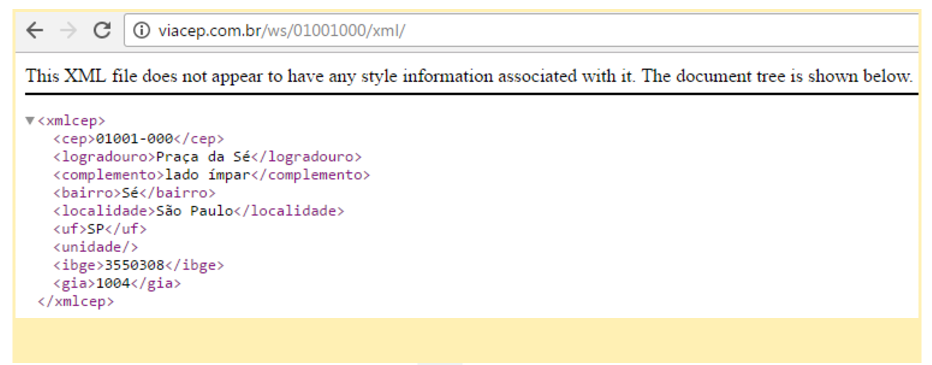 viacep.com.br/ws/01001000/xml/
This XML file does not appear to have any style information associated with it. The document tree is shown below.
▼<xmlcep>
<cep>01001-000</cep>
<logradouro>Praça da Sé</logradouro>
<complemento>lado ímpar</complemento>
<bairro>Sé</bairro>
<localidade>São Paulo</localidade>
<uf>SP</uf>
<unidade/>
<ibge>3550308</ibge>
<gia>1004</gia>
</xmlcep>